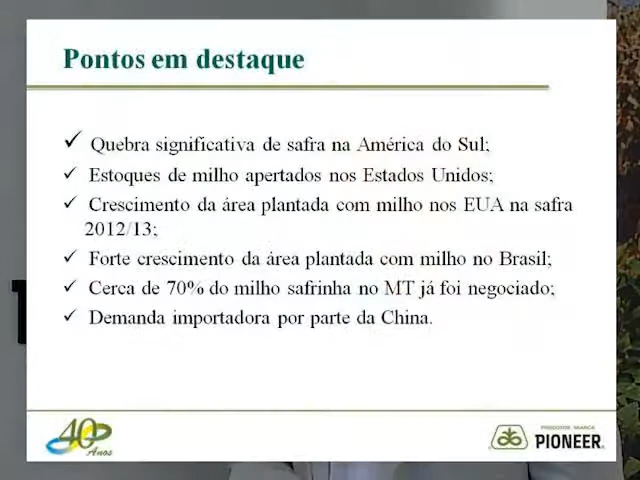 Pontos em destaque
✓ Quebra significativa de safra na América do Sul;
✓ Estoques de milho apertados nos Estados Unidos;
✓ Crescimento da área plantada com milho nos EUA na safra
2012/13;
✓ Forte crescimento da área plantada com milho no Brasil;
✓ Cerca de 70% do milho safrinha no MT já foi negociado;
✓ Demanda importadora por parte da China.
40
Anos
PRODUTOS MARCA
PIONEER